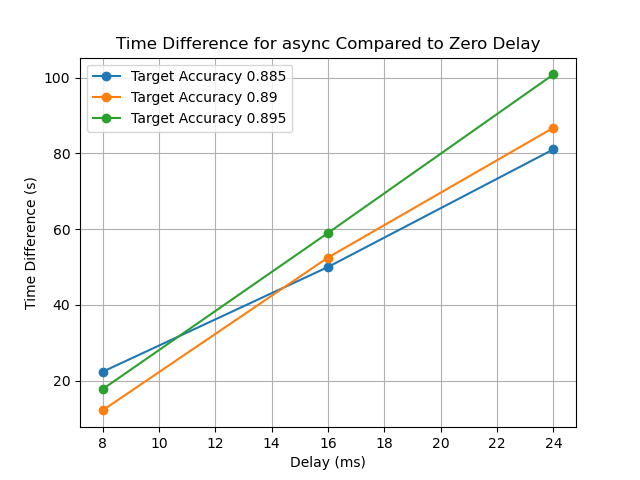 Time Difference for async Compared to Zero Delay
Target Accuracy 0.885
Target Accuracy 0.89
Target Accuracy 0.895
100
80
60
40
20
Time Difference (s)
8 10 12 14 16 18 20 22 24
Delay (ms)